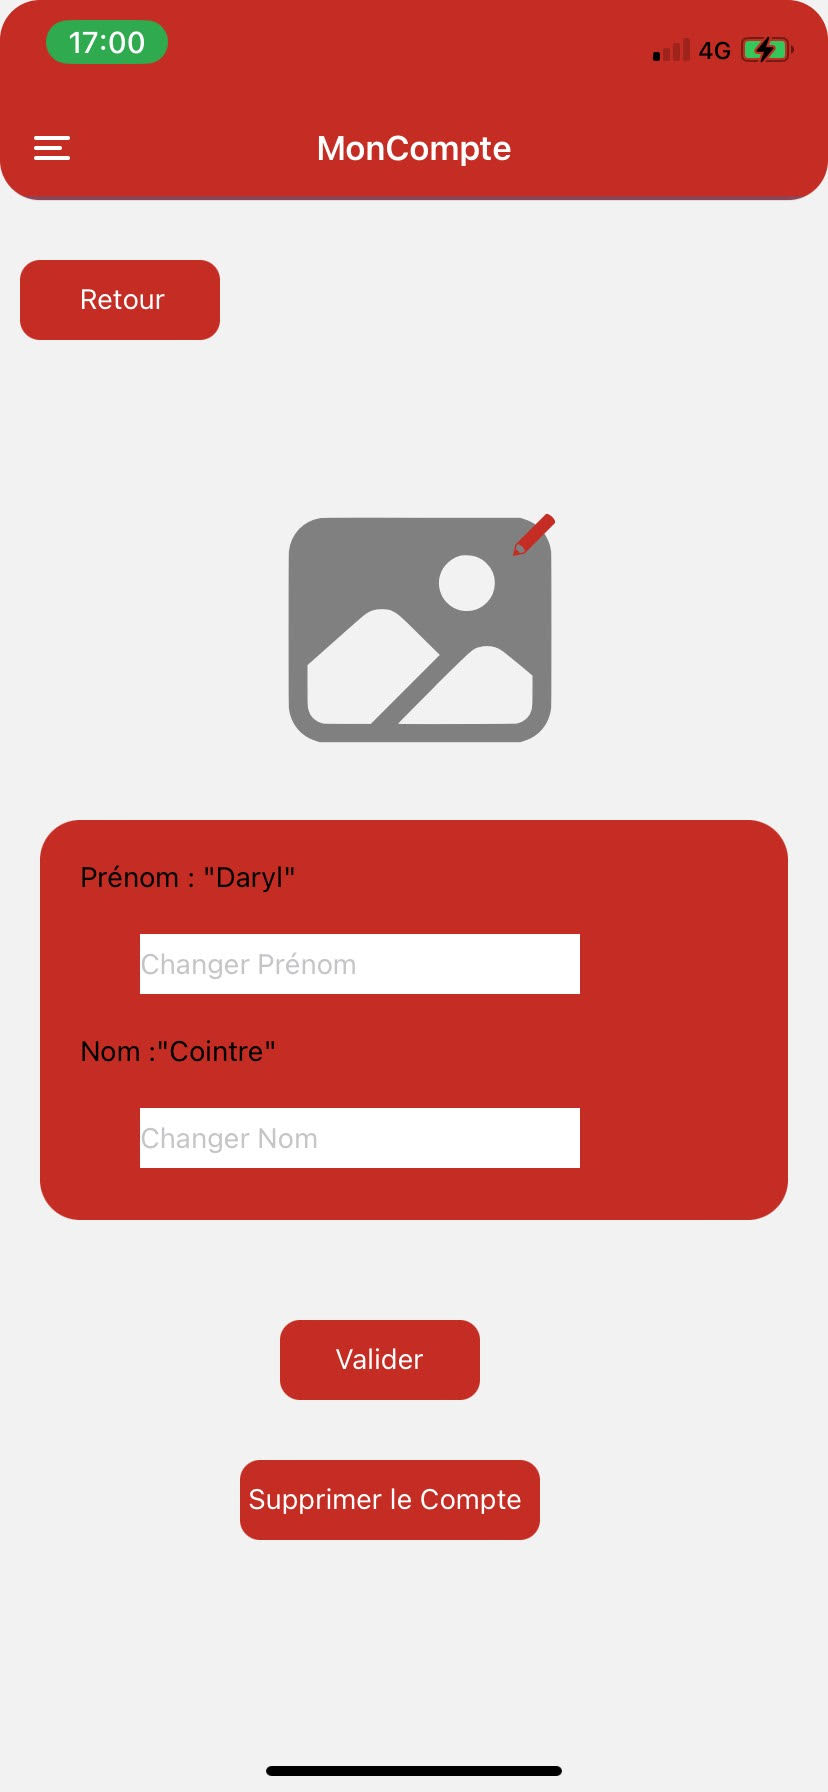 17:00
4G
MonCompte
Retour
Prénom : "Daryl"
Changer Prénom
Nom :"Cointre"
Changer Nom
Valider
Supprimer le Compte